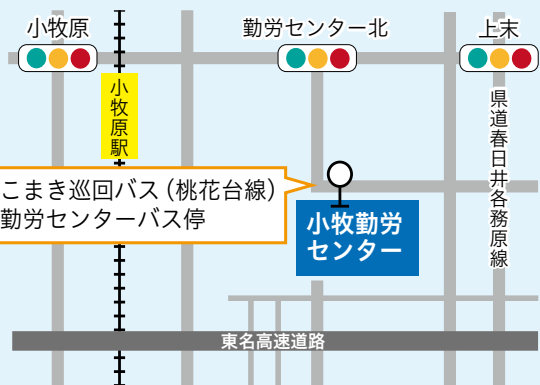 小牧原
勤労センター北
上末
小牧原駅
県道春日井各務原線
こまき巡回バス(桃花台線)
勤労センターバス停
小牧勤労
センター
東名高速道路